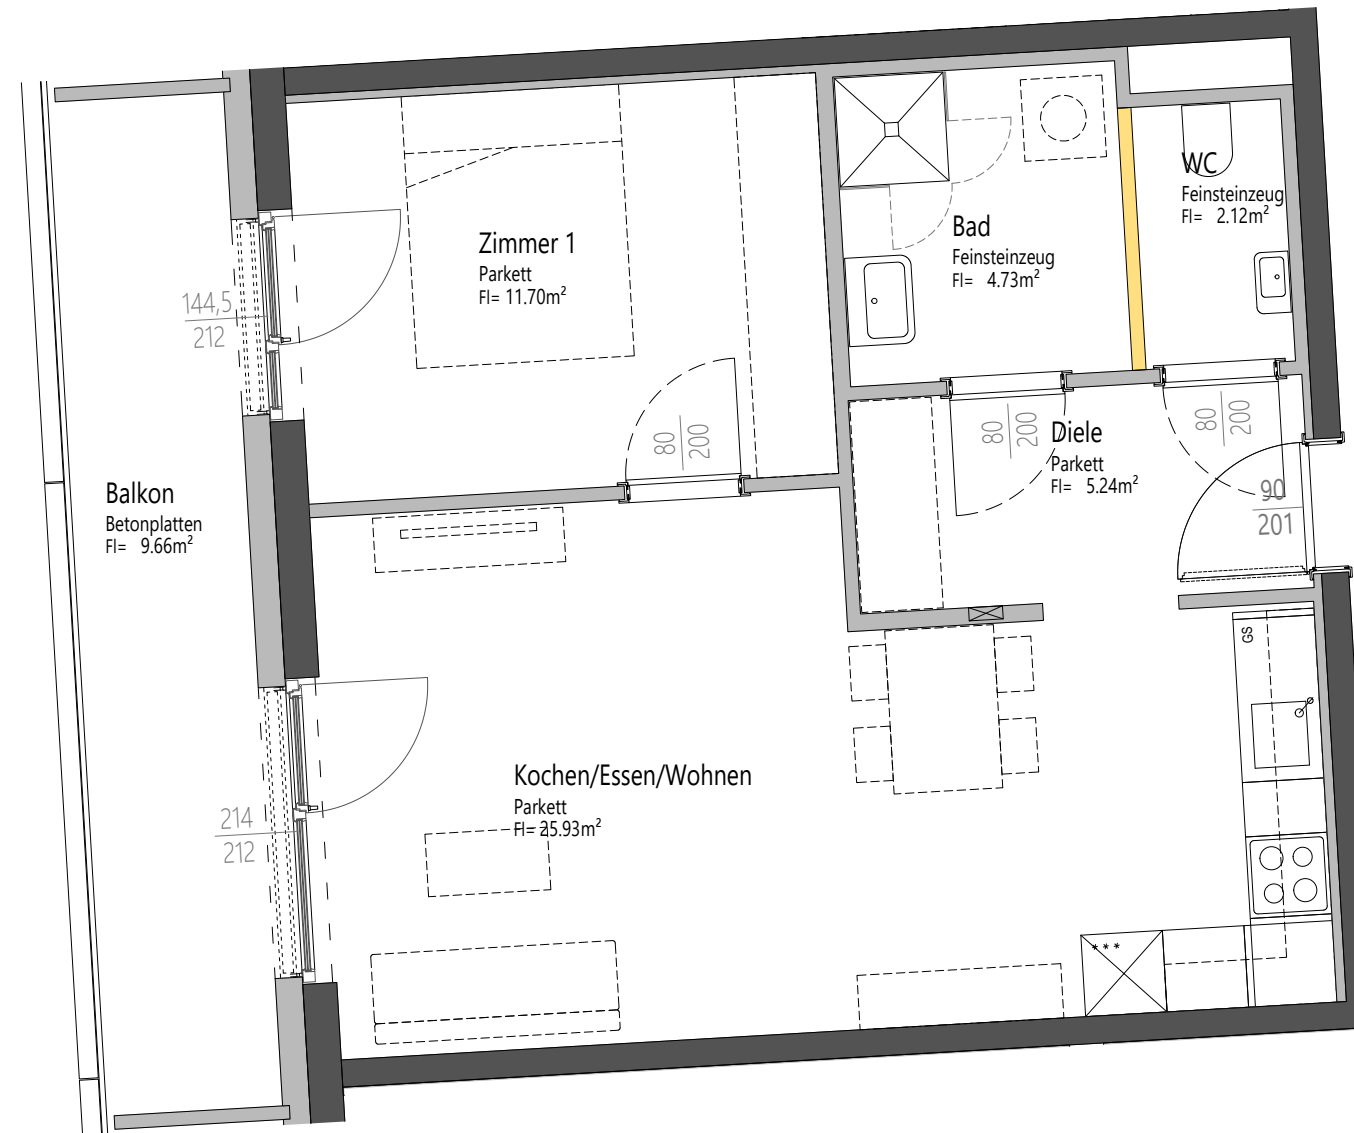 WC
Feinsteinzeug
Fl= 2.12m²
Bad
Feinsteinzeug
Fl= 4.73m²
Zimmer 1
Parkett
Fl= 11.70m²
144,5
212
80
200
80
200
80
200
Diele
Parkett
Fl= 5.24m²
90
201
Balkon
Betonplatten
Fl= 9.66m²
GS
Kochen/Essen/Wohnen
Parkett
Fl= 25.93m²
214
212
***